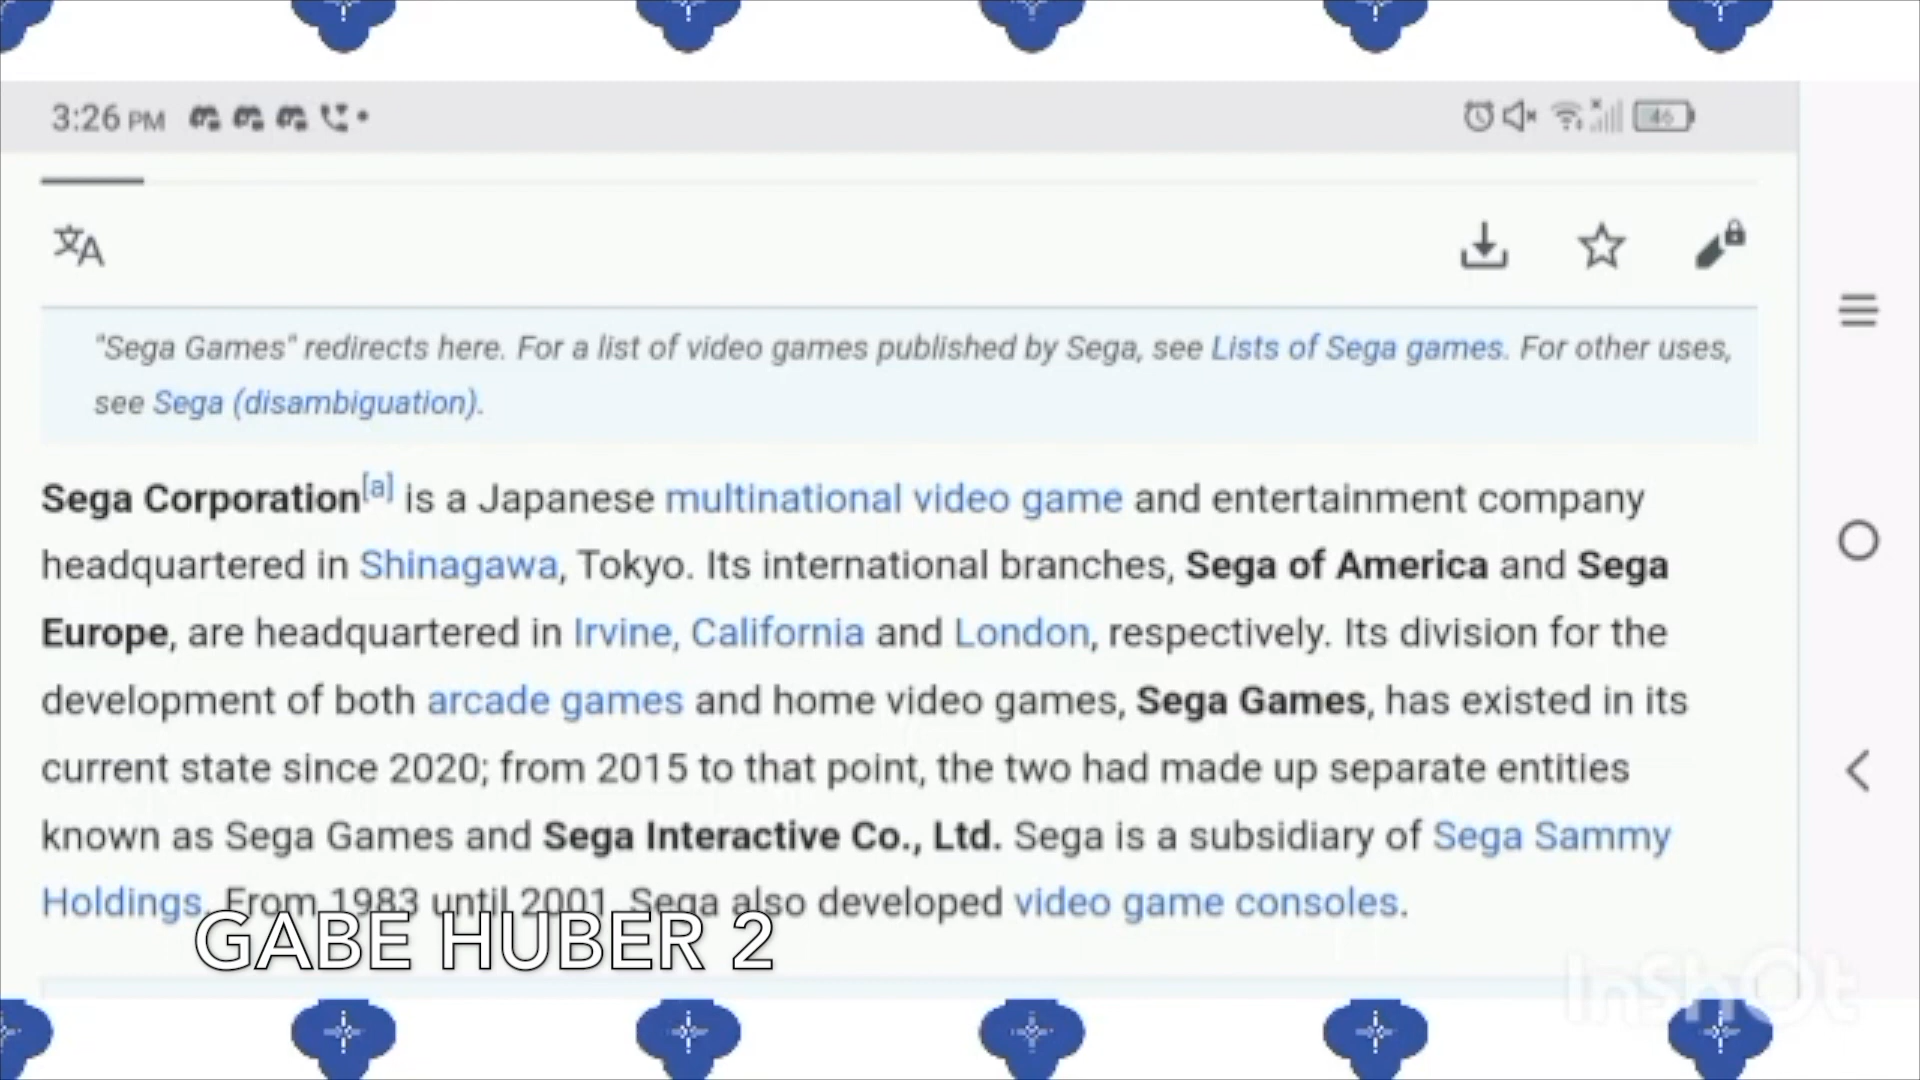 3:26 PM
46
"Sega Games" redirects here. For a list of video games published by Sega, see Lists of Sega games. For other uses,
see Sega (disambiguation).
Sega Corporation[a] is a Japanese multinational video game and entertainment company
headquartered in Shinagawa, Tokyo. Its international branches, Sega of America and Sega
Europe, are headquartered in Irvine, California and London, respectively. Its division for the
development of both arcade games and home video games, Sega Games, has existed in its
current state since 2020; from 2015 to that point, the two had made up separate entities
known as Sega Games and Sega Interactive Co., Ltd. Sega is a subsidiary of Sega Sammy
Holdings. From 1983 until 2001, Sega also developed video game consoles.
GABE HUBER 2
InShOt